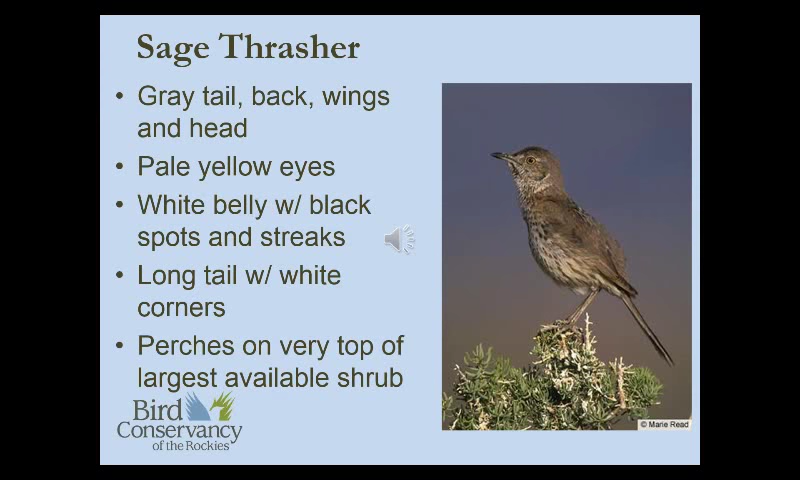 Sage Thrasher
• Gray tail, back, wings
and head
• Pale yellow eyes
• White belly w/ black
spots and streaks
• Long tail w/ white
corners
• Perches on very top of
largest available shrub
Bird
Conservancy
of the Rockies
© Marie Read